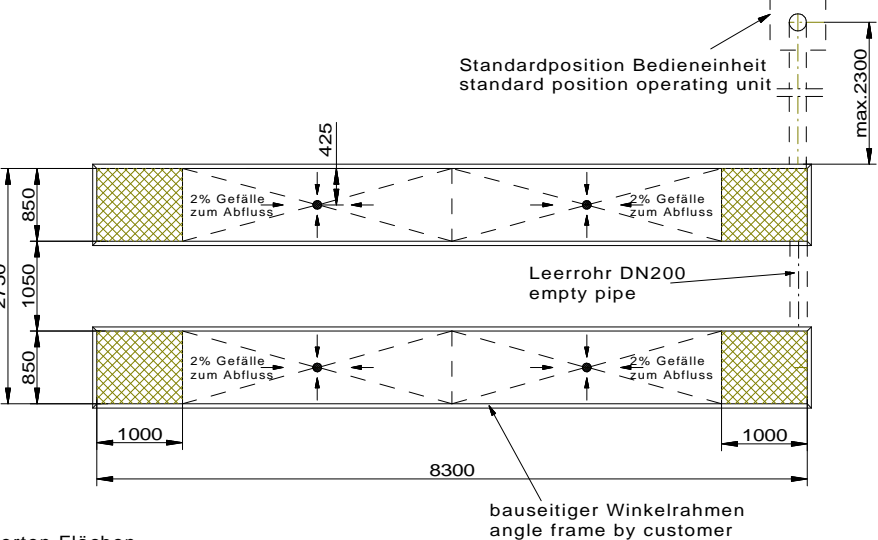 Standardposition Bedieneinheit
standard position operating unit
max.2300
425
850
2% Gefälle
zum Abfluss
2% Gefälle
zum Abfluss
2750
1050
Leerrohr DN200
empty pipe
850
2% Gefälle
zum Abfluss
2% Gefälle
zum Abfluss
1000
1000
8300
bauseitiger Winkelrahmen
angle frame by customer